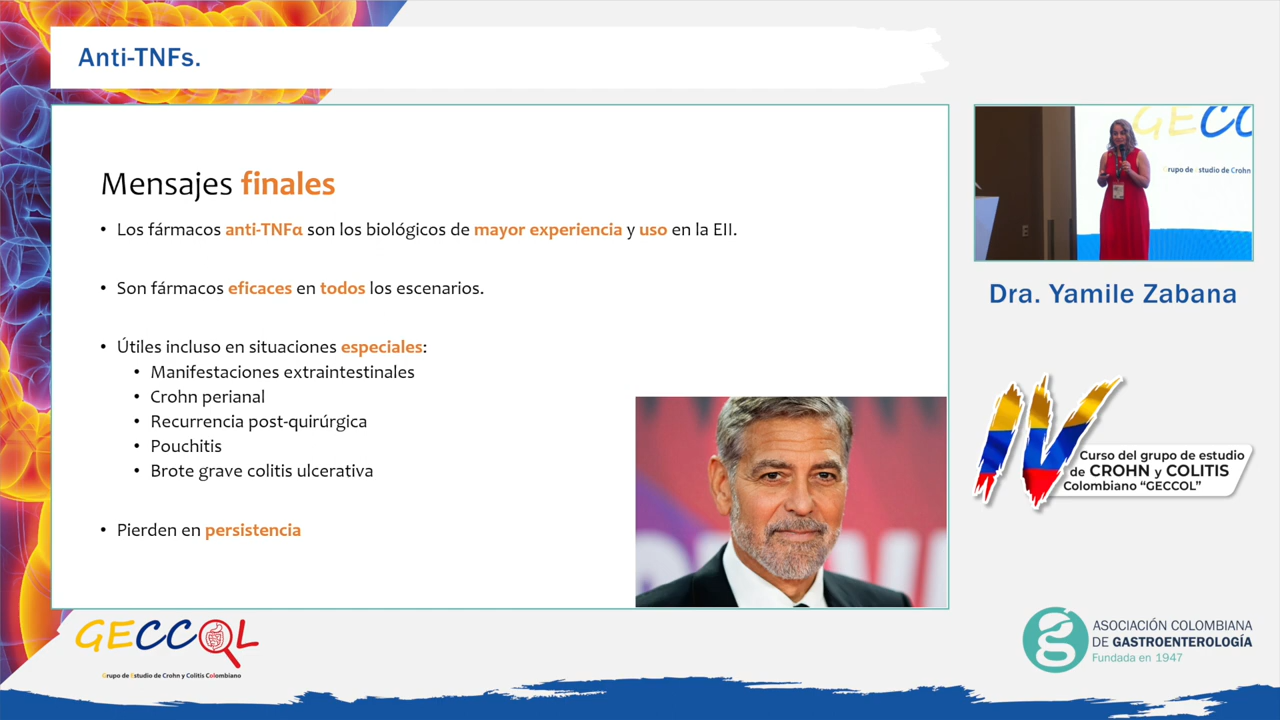 Anti-TNFs.
Mensajes finales
• Los fármacos anti-TNFα son los biológicos de mayor experiencia y uso en la EII.
• Son fármacos eficaces en todos los escenarios.
• Útiles incluso en situaciones especiales:
• Manifestaciones extraintestinales
• Crohn perianal
• Recurrencia post-quirúrgica
• Pouchitis
• Brote grave colitis ulcerativa
• Pierden en persistencia
GECC
rupo de Estudio de Crohn
Dra. Yamile Zabana
IV
Curso del grupo de estudio
de CROHN y COLITIS
Colombiano “GECCOL”
GECCOL
Grupo de Estudio de Crohn y Colitis Colombiano
g
ASOCIACIÓN COLOMBIANA
DE GASTROENTEROLOGÍA
Fundada en 1947